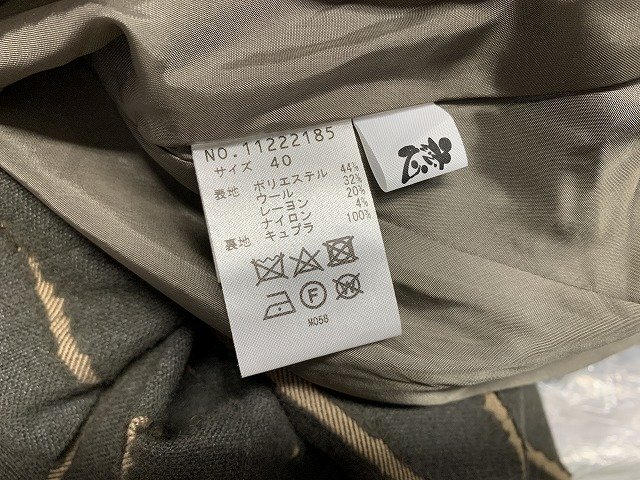 NO.11222185
サイズ 40
表地 ポリエステル 44%
ウール 32%
レーヨン 20%
ナイロン 4%
裏地 キュプラ 100%
F
W
M058